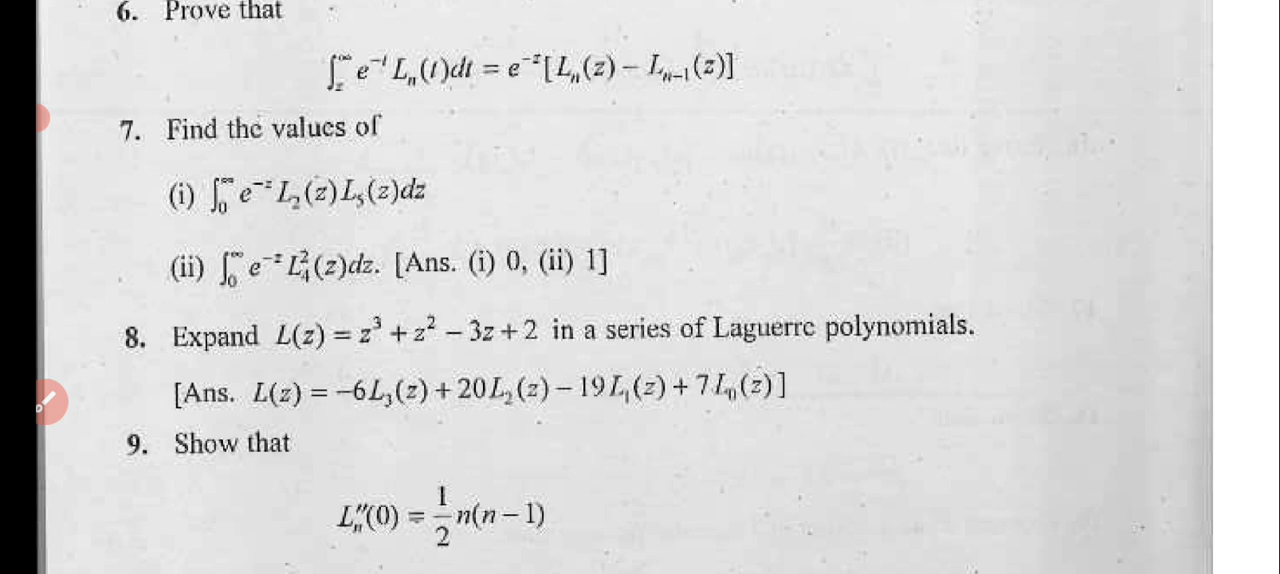 6. Prove that
∫_z^∞ e^{-t} L_n(t)dt = e^{-z}[L_n(z) – L_{n-1}(z)]
7. Find the values of
(i) ∫_0^∞ e^{-z} L_2(z) L_5(z)dz
(ii) ∫_0^∞ e^{-z} L_4^2(z)dz. [Ans. (i) 0, (ii) 1]
8. Expand L(z) = z^3 + z^2 – 3z + 2 in a series of Laguerre polynomials.
[Ans. L(z) = –6L_3(z) + 20L_2(z) – 19L_1(z) + 7L_0(z)]
9. Show that
L_n''(0) = \frac{1}{2} n(n – 1)